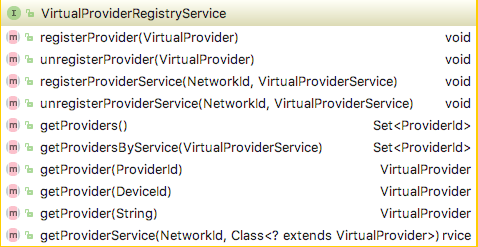 I VirtualProviderRegistryService
m registerProvider(VirtualProvider) void
m unregisterProvider(VirtualProvider) void
m registerProviderService(NetworkId, VirtualProviderService) void
m unregisterProviderService(NetworkId, VirtualProviderService) void
m getProviders() Set<ProviderId>
m getProvidersByService(VirtualProviderService) Set<ProviderId>
m getProvider(ProviderId) VirtualProvider
m getProvider(DeviceId) VirtualProvider
m getProvider(String) VirtualProvider
m getProviderService(NetworkId, Class<? extends VirtualProvider>) rvice